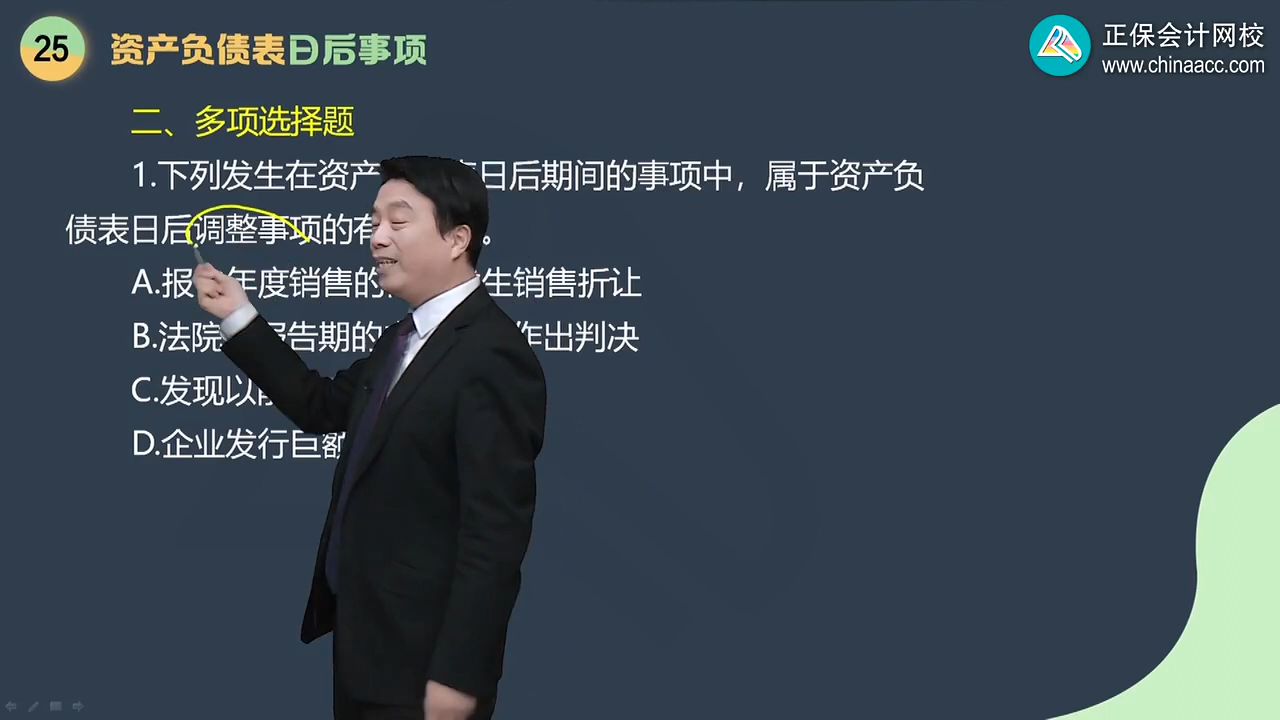 25 资产负债表日后事项
正保会计网校
www.chinaacc.com
二、多项选择题
1.下列发生在资产 日后期间的事项中，属于资产负
债表日后调整事项的有 。
A.报 年度销售的 生销售折让
B.法院 报告期的 作出判决
C.发现以前
D.企业发行巨额